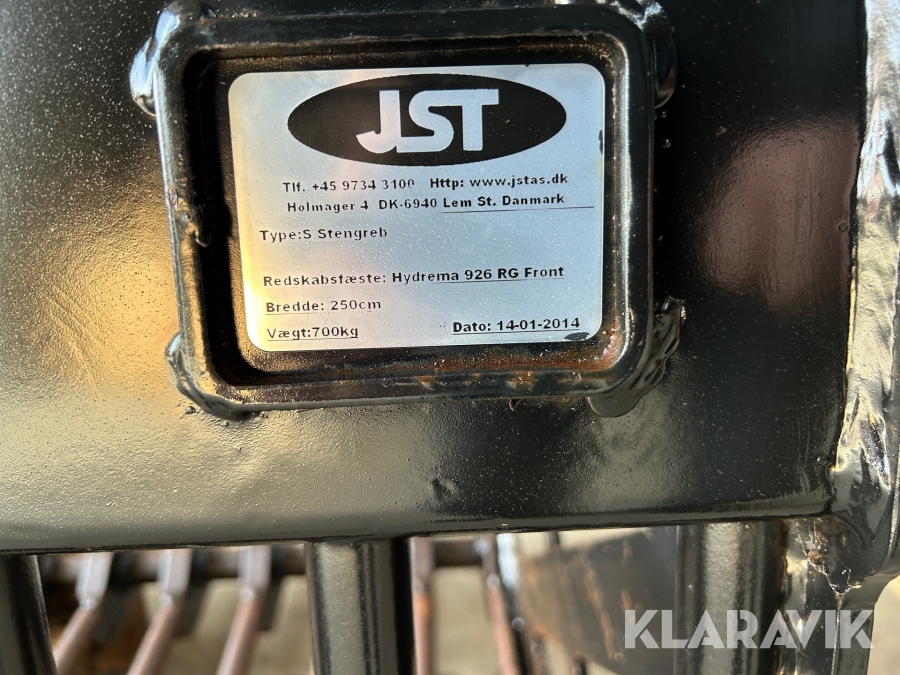 JST
Tlf. +45 9734 3100 Http: www.jstas.dk
Holmager 4 DK-6940 Lem St. Danmark
Type:S Stengreb
Redskabsfæste: Hydrema 926 RG Front
Bredde: 250cm
Vægt:700kg Dato: 14-01-2014
KLARAVIK